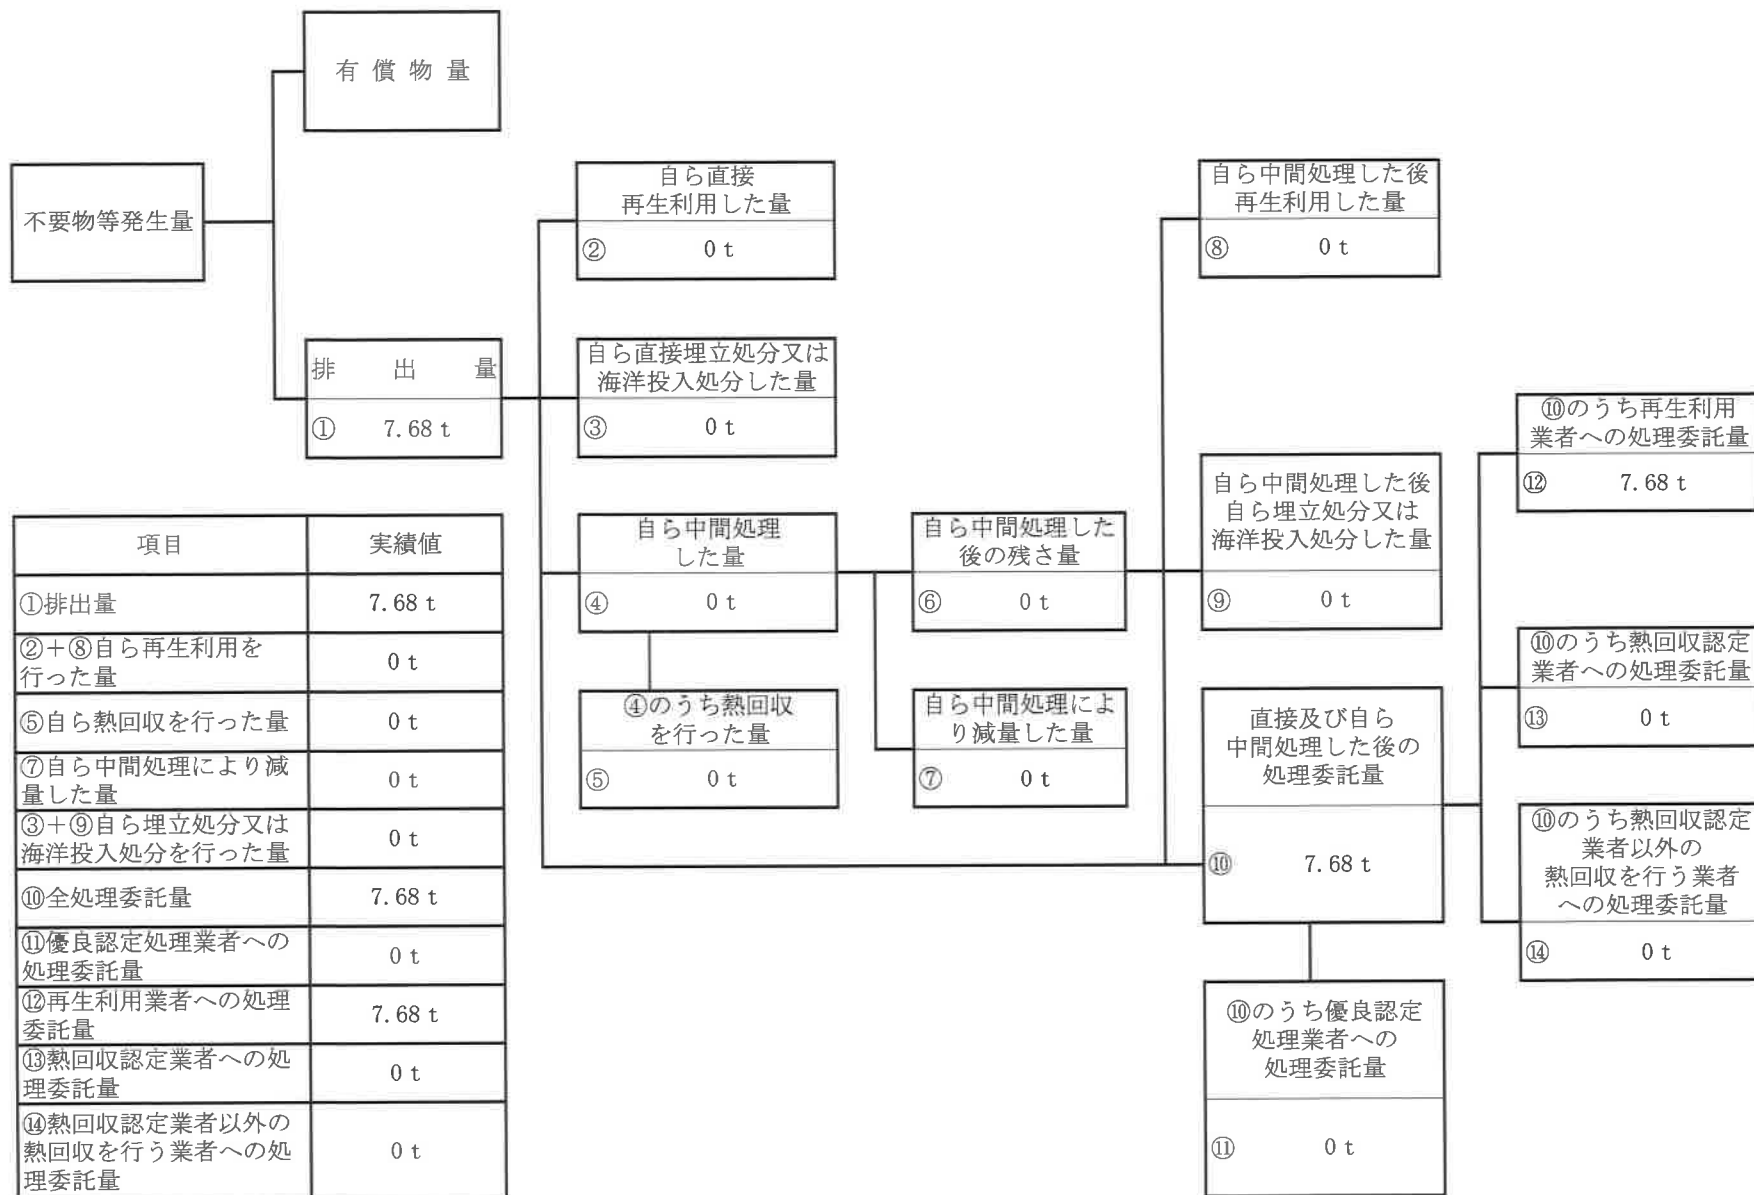 有償物量
不要物等発生量
排出量
① 7.68 t
自ら直接
再生利用した量
② 0 t
自ら直接埋立処分又は
海洋投入処分した量
③ 0 t
自ら中間処理
した量
④ 0 t
④のうち熱回収
を行った量
⑤ 0 t
自ら中間処理した
後の残さ量
⑥ 0 t
自ら中間処理によ
り減量した量
⑦ 0 t
自ら中間処理した後
再生利用した量
⑧ 0 t
自ら中間処理した後
自ら埋立処分又は
海洋投入処分した量
⑨ 0 t
直接及び自ら
中間処理した後の
処理委託量
⑩ 7.68 t
⑩のうち優良認定
処理業者への
処理委託量
⑪ 0 t
⑩のうち再生利用
業者への処理委託量
⑫ 7.68 t
⑩のうち熱回収認定
業者への処理委託量
⑬ 0 t
⑩のうち熱回収認定
業者以外の
熱回収を行う業者
への処理委託量
⑭ 0 t
項目 実績値
①排出量 7.68 t
②+⑧自ら再生利用を
行った量 0 t
⑤自ら熱回収を行った量 0 t
⑦自ら中間処理により減
量した量 0 t
③+⑨自ら埋立処分又は
海洋投入処分を行った量 0 t
⑩全処理委託量 7.68 t
⑪優良認定処理業者への
処理委託量 0 t
⑫再生利用業者への処理
委託量 7.68 t
⑬熱回収認定業者への処
理委託量 0 t
⑭熱回収認定業者以外の
熱回収を行う業者への処
理委託量 0 t